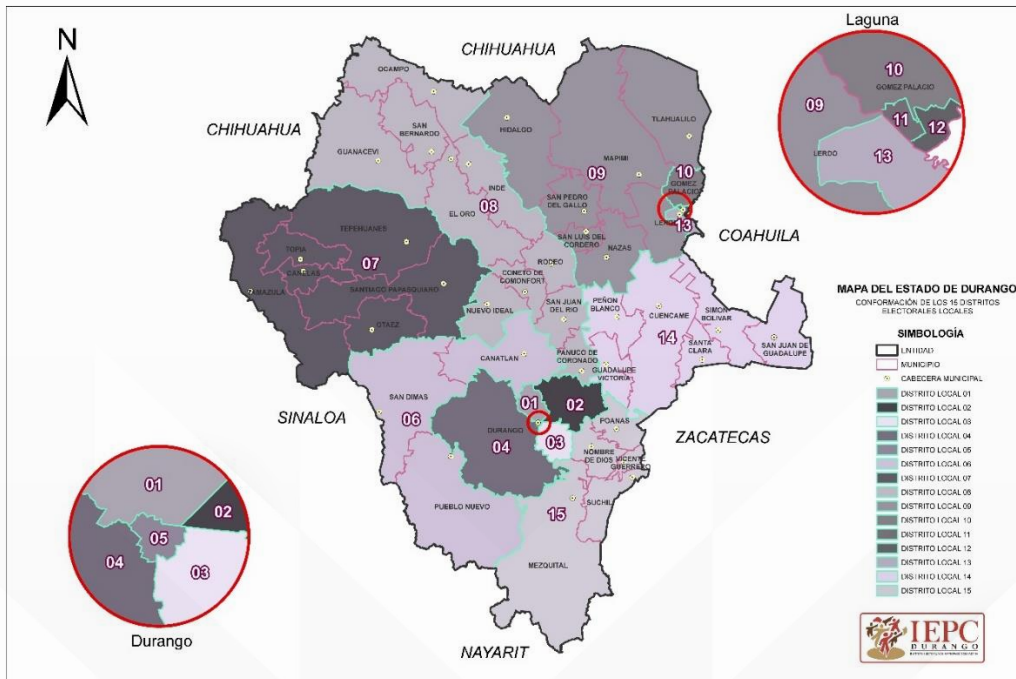 N
CHIHUAHUA
CHIHUAHUA
COAHUILA
SINALOA
ZACATECAS
NAYARIT
OCAMPO
SAN BERNARDO
GUANACEVI
HIDALGO
TLAHUALILO
MAPIMI
INDE
08
EL ORO
09
10
GOMEZ PALACIO
SAN PEDRO DEL GALLO
LERDO
13
SAN LUIS DEL CORDERO
NAZAS
TEPEHUANES
07
TOPIA
CANELAS
TAMAZULA
SANTIAGO PAPASQUIARO
OTAEZ
RODEO
CONETO DE COMONFORT
NUEVO IDEAL
SAN JUAN DEL RIO
PEÑON BLANCO
CUENCAME
14
SIMON BOLIVAR
SANTA CLARA
SAN JUAN DE GUADALUPE
CANATLAN
PANUCO DE CORONADO
GUADALUPE VICTORIA
SAN DIMAS
06
01
02
DURANGO
04
03
POANAS
NOMBRE DE DIOS
VICENTE GUERRERO
SUCHIL
15
PUEBLO NUEVO
MEZQUITAL
Laguna
10
GOMEZ PALACIO
09
11
12
LERDO
13
01
02
05
04
03
Durango
MAPA DEL ESTADO DE DURANGO
CONFORMACIÓN DE LOS 15 DISTRITOS
ELECTORALES LOCALES
SIMBOLOGÍA
ENTIDAD
MUNICIPIO
CABECERA MUNICIPAL
DISTRITO LOCAL 01
DISTRITO LOCAL 02
DISTRITO LOCAL 03
DISTRITO LOCAL 04
DISTRITO LOCAL 05
DISTRITO LOCAL 06
DISTRITO LOCAL 07
DISTRITO LOCAL 08
DISTRITO LOCAL 09
DISTRITO LOCAL 10
DISTRITO LOCAL 11
DISTRITO LOCAL 12
DISTRITO LOCAL 13
DISTRITO LOCAL 14
DISTRITO LOCAL 15
IEPC
DURANGO